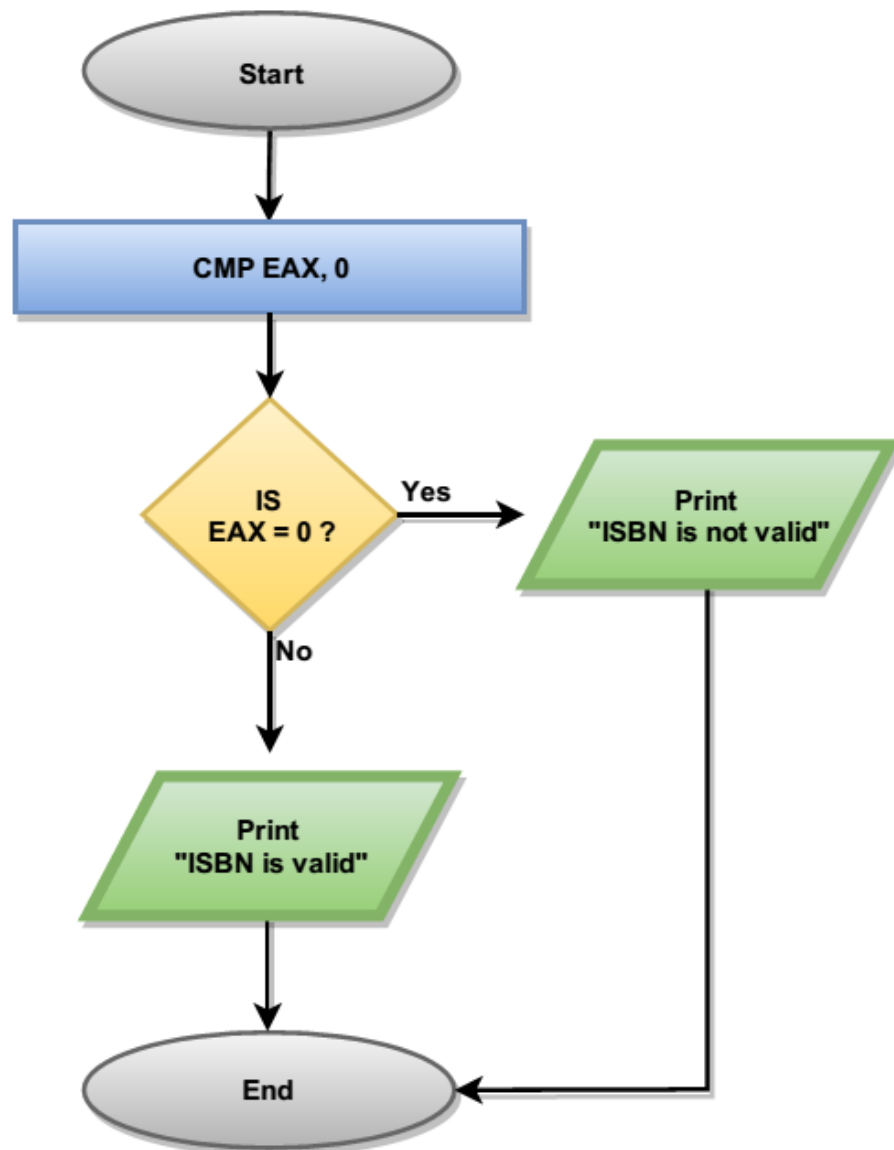 Start
CMP EAX, 0
IS
EAX = 0 ?
Yes
Print
"ISBN is not valid"
No
Print
"ISBN is valid"
End